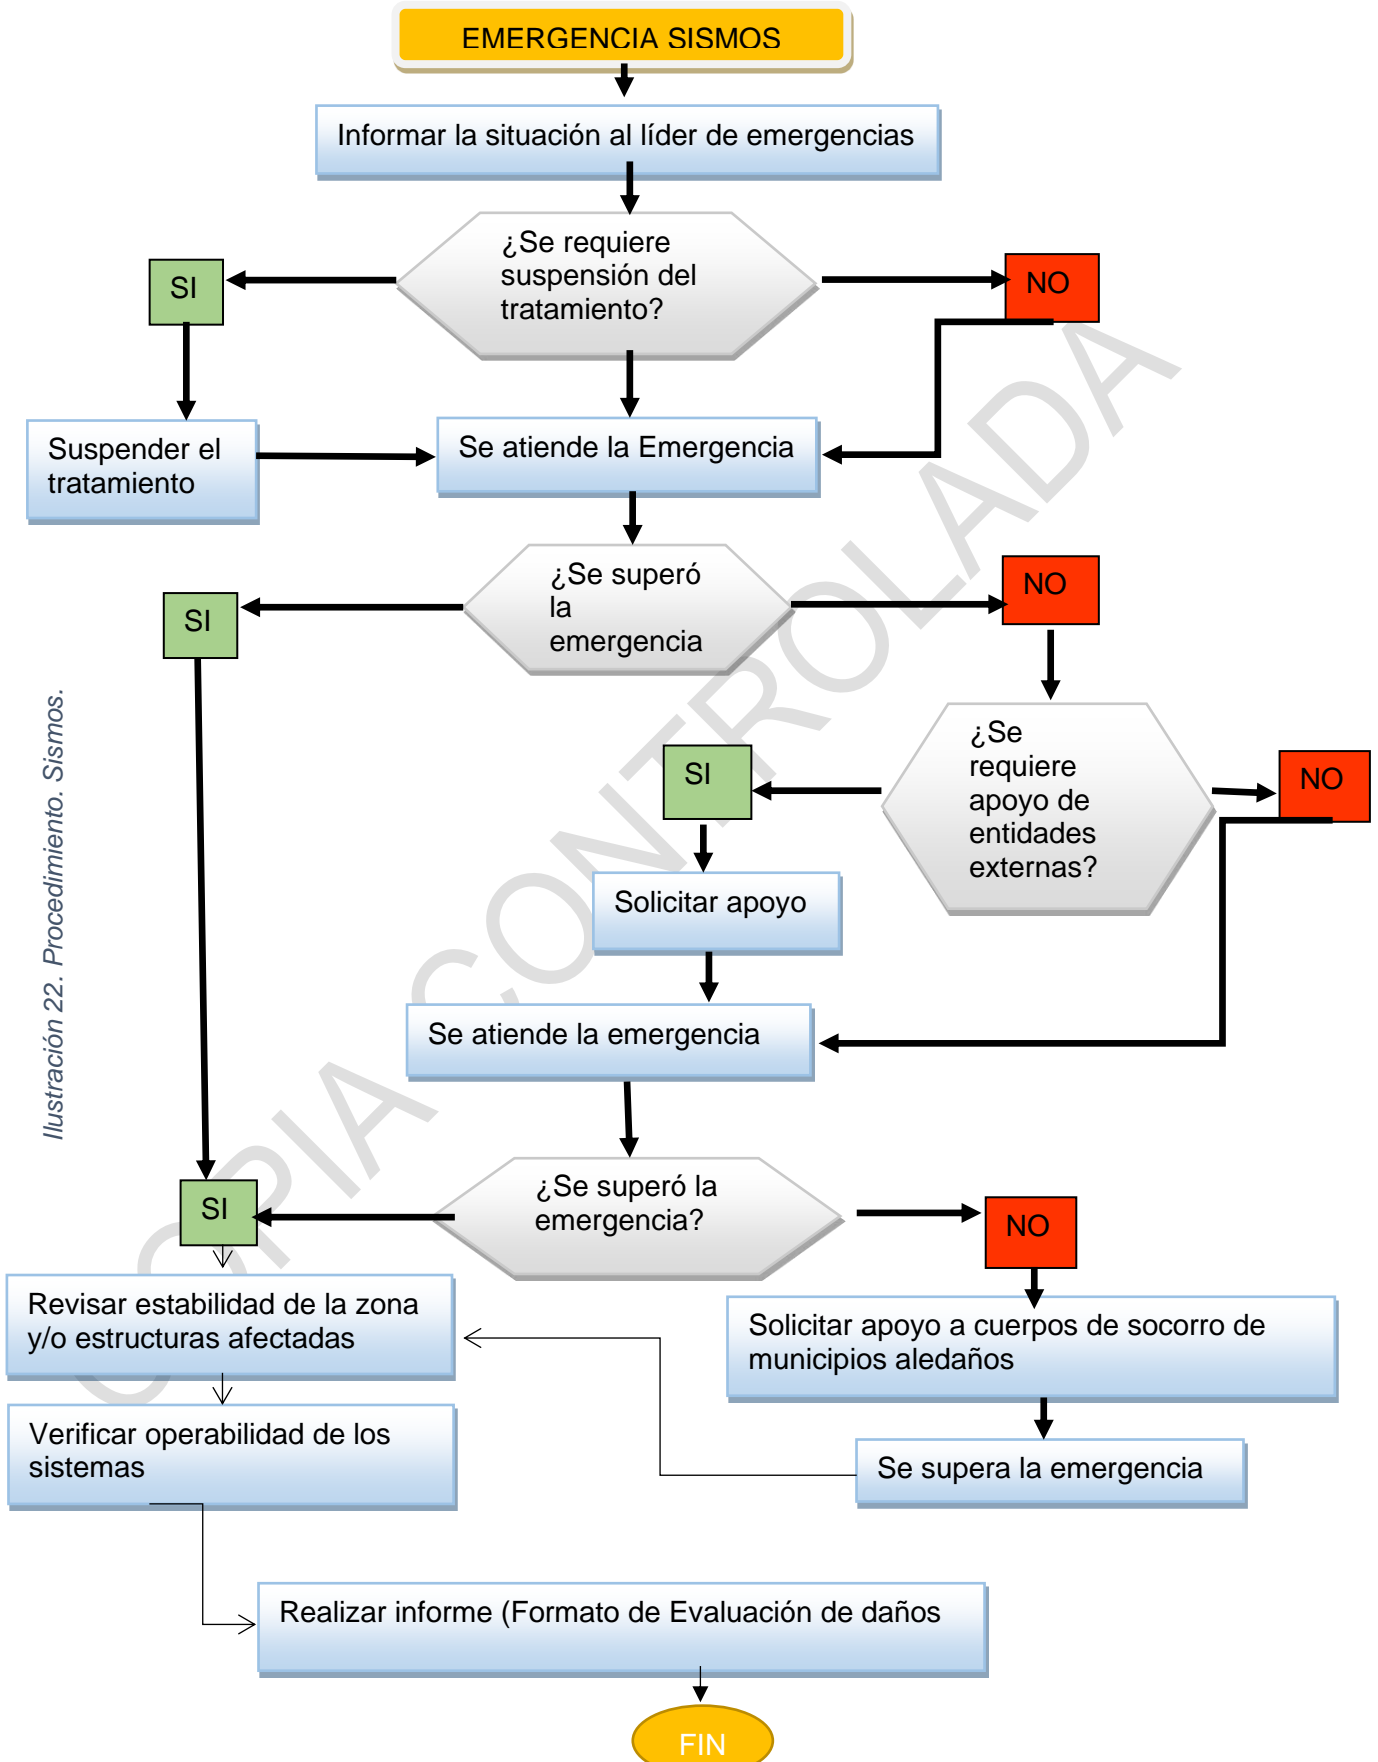 EMERGENCIA SISMOS
Informar la situación al líder de emergencias
¿Se requiere
suspensión del
tratamiento?
SI
NO
Suspender el
tratamiento
Se atiende la Emergencia
¿Se superó
la
emergencia
SI
NO
¿Se
requiere
apoyo de
entidades
externas?
SI
NO
Solicitar apoyo
Se atiende la emergencia
¿Se superó la
emergencia?
SI
NO
Revisar estabilidad de la zona
y/o estructuras afectadas
Solicitar apoyo a cuerpos de socorro de
municipios aledaños
Verificar operabilidad de los
sistemas
Se supera la emergencia
Realizar informe (Formato de Evaluación de daños
FIN
Ilustración 22. Procedimiento. Sismos.
COPIA CONTROLADA